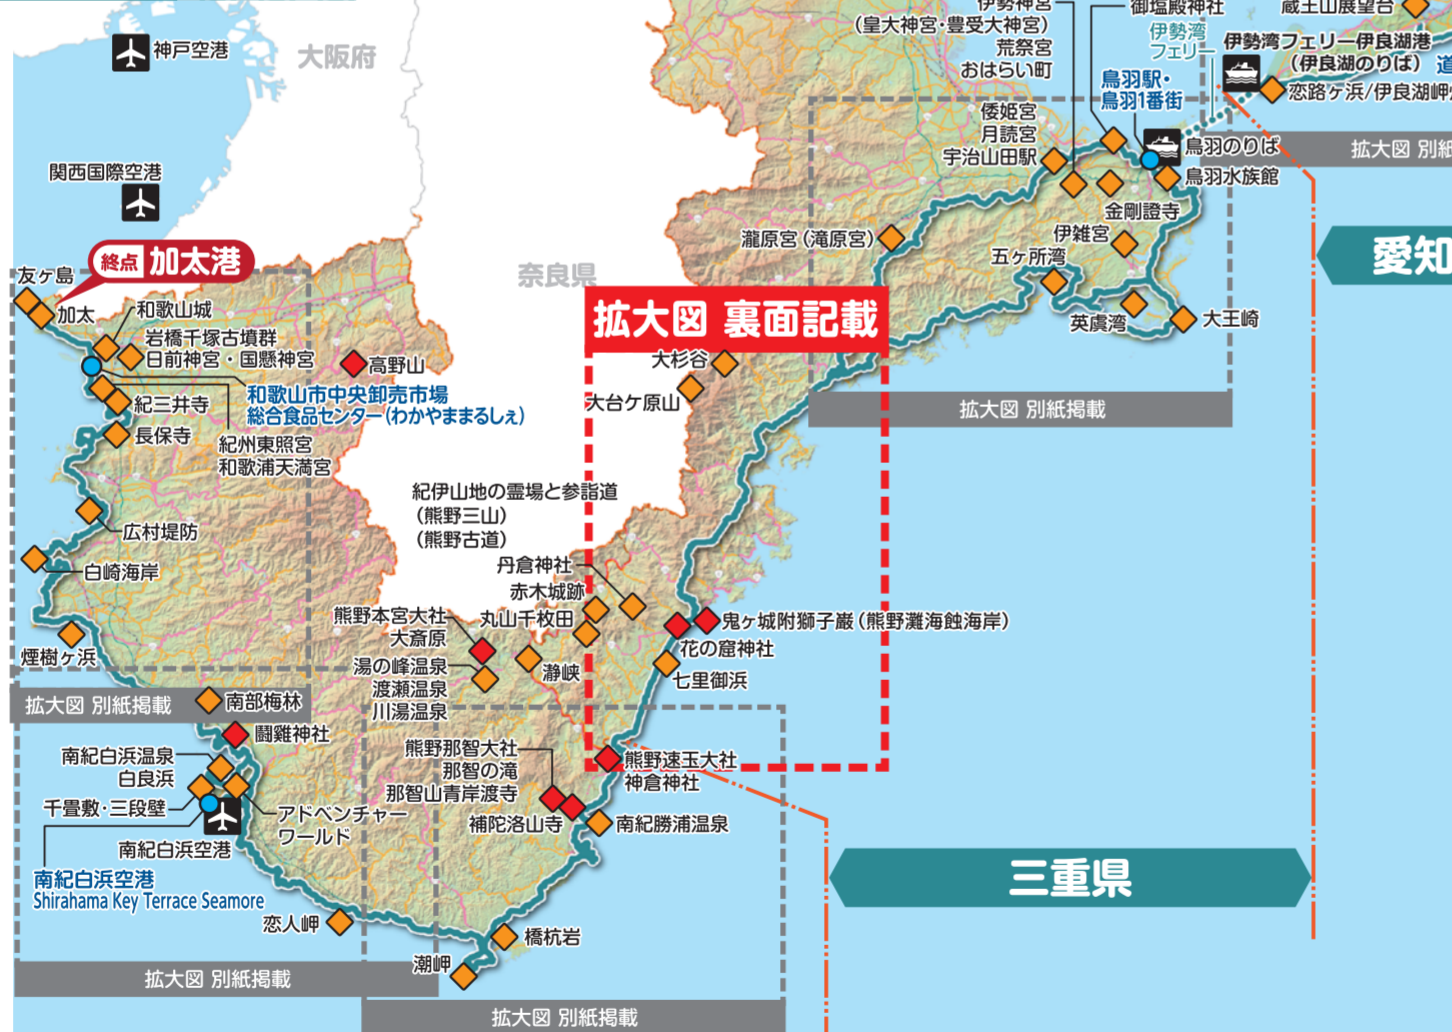 伊勢神宮
（皇大神宮・豊受大神宮）
荒祭宮
おはらい町
御塩殿神社
蔵王山展望台
伊勢湾
フェリー
伊勢湾フェリー伊良湖港
（伊良湖のりば）
道
恋路ヶ浜/伊良湖岬
鳥羽駅・
鳥羽1番街
神戸空港
大阪府
関西国際空港
倭姫宮
月読宮
宇治山田駅
鳥羽のりば
鳥羽水族館
拡大図 別紙
金剛證寺
瀧原宮（滝原宮）
伊雑宮
五ヶ所湾
愛知
英虞湾
大王崎
終点 加太港
友ヶ島
加太
奈良県
和歌山城
岩橋千塚古墳群
日前神宮・国懸神宮
高野山
拡大図 裏面記載
大杉谷
大台ケ原山
和歌山市中央卸売市場
総合食品センター（わかやままるしぇ）
紀三井寺
長保寺
紀州東照宮
和歌浦天満宮
拡大図 別紙掲載
紀伊山地の霊場と参詣道
（熊野三山）
（熊野古道）
広村堤防
白崎海岸
丹倉神社
赤木城跡
丸山千枚田
熊野本宮大社
大斎原
鬼ヶ城附獅子巌（熊野灘海蝕海岸）
花の窟神社
七里御浜
煙樹ヶ浜
湯の峰温泉
渡瀬温泉
川湯温泉
瀞峡
拡大図 別紙掲載
南部梅林
鬪雞神社
南紀白浜温泉
白良浜
千畳敷・三段壁
アドベンチャー
ワールド
南紀白浜空港
南紀白浜空港
Shirahama Key Terrace Seamore
熊野那智大社
那智の滝
那智山青岸渡寺
補陀洛山寺
熊野速玉大社
神倉神社
南紀勝浦温泉
三重県
恋人岬
橋杭岩
潮岬
拡大図 別紙掲載
拡大図 別紙掲載